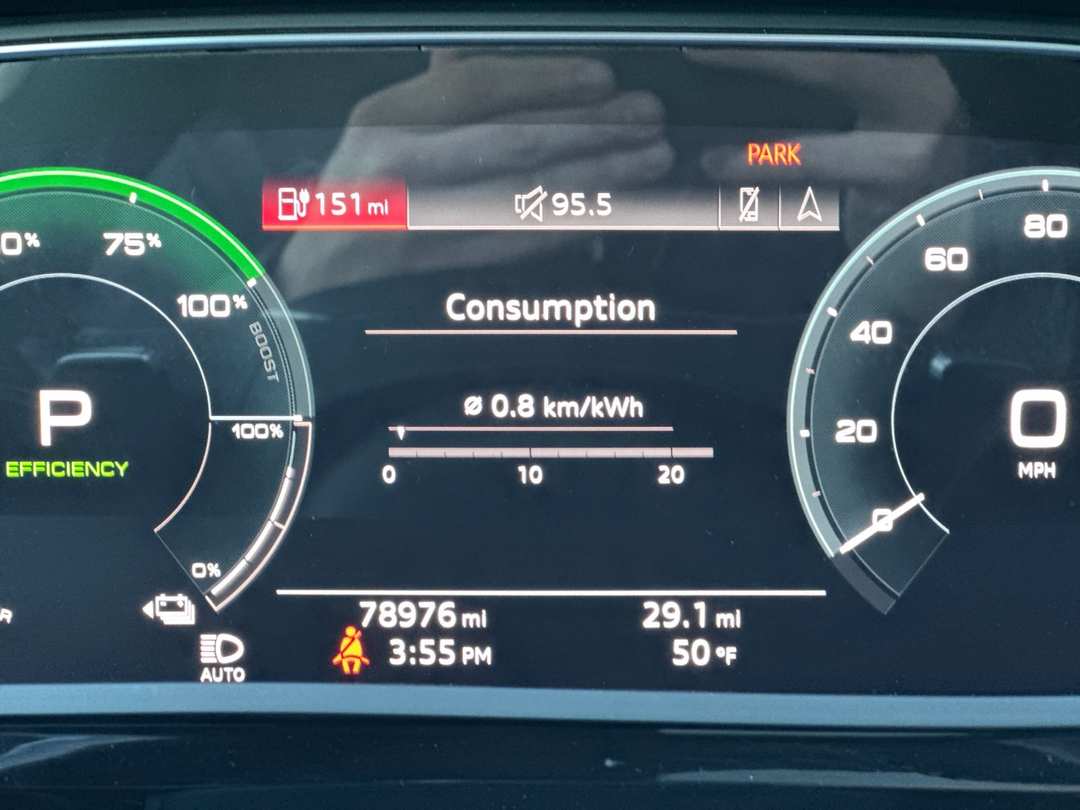 PARK
151 mi 95.5
80
60
75%
100%
BOOST
Consumption
40
Ø 0.8 km/kWh
P
0
100%
20
EFFICIENCY
MPH
0 10 20
0
0%
78976 mi 29.1 mi
3:55 PM 50 °F
AUTO